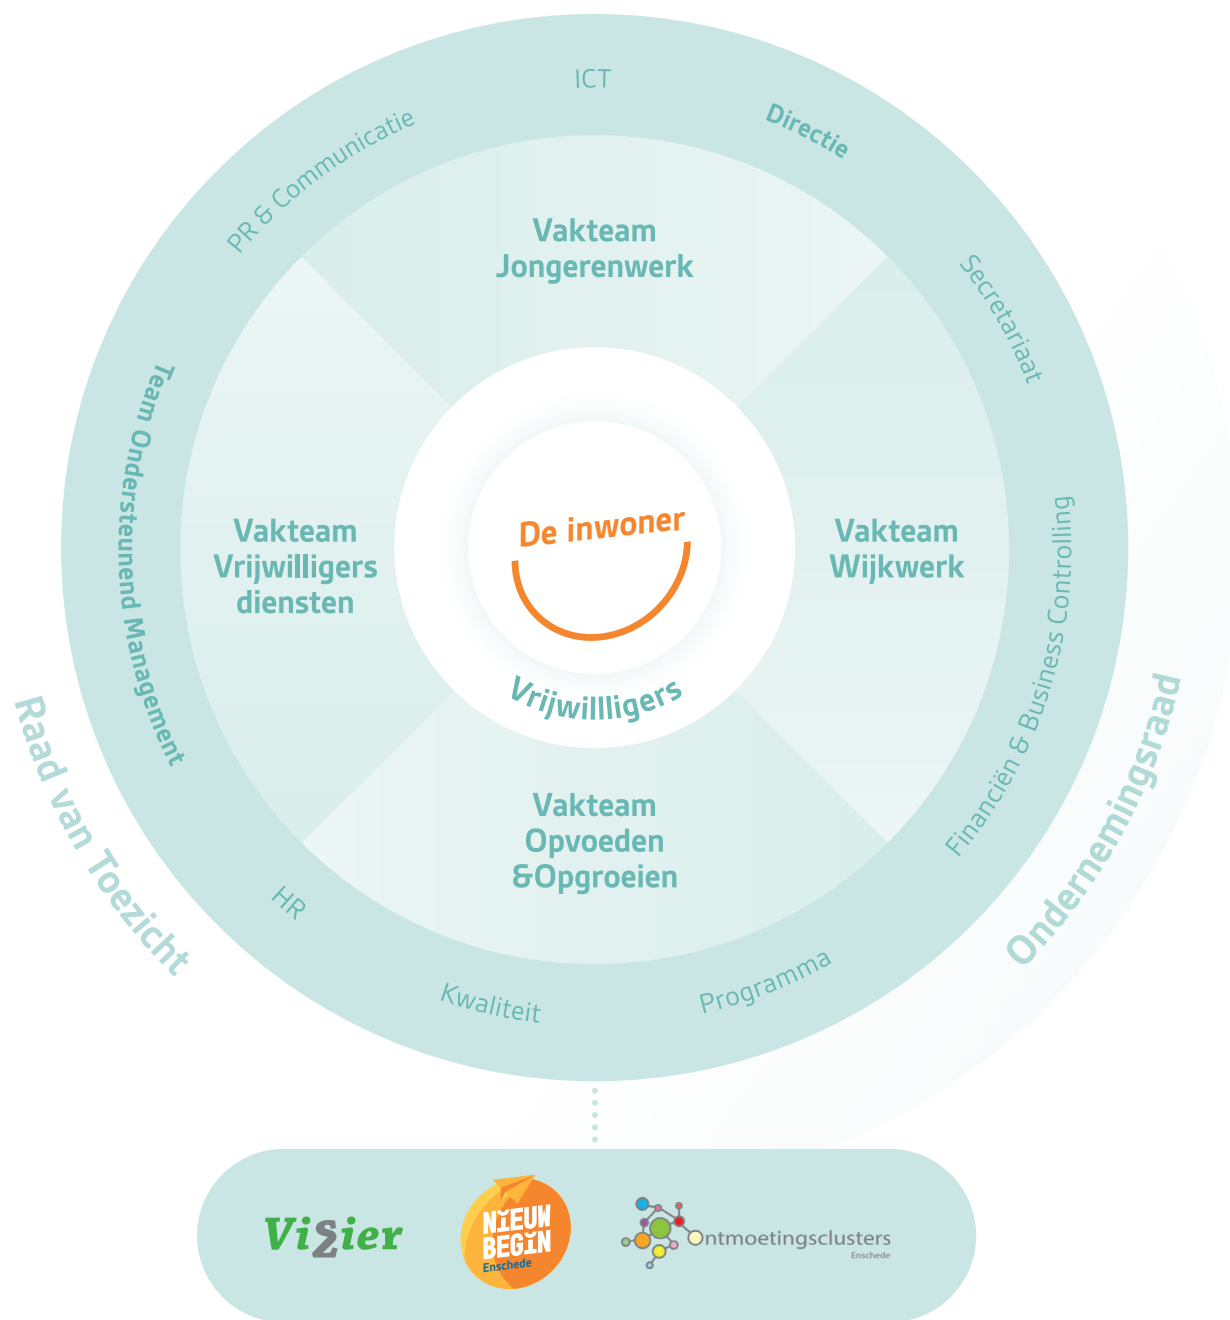 ICT
Directie
PR & Communicatie
Secretariaat
Vakteam
Jongerenwerk
Team Ondersteunend Management
Vakteam
Vrijwilligers
diensten
De inwoner
Vakteam
Wijkwerk
Financiën & Business Controlling
Vrijwillligers
Raad van Toezicht
Ondernemingsraad
Vakteam
Opvoeden
&Opgroeien
HR
Kwaliteit
Programma
ViSier
NIEUW
BEGIN
Enschede
Ontmoetingsclusters
Enschede